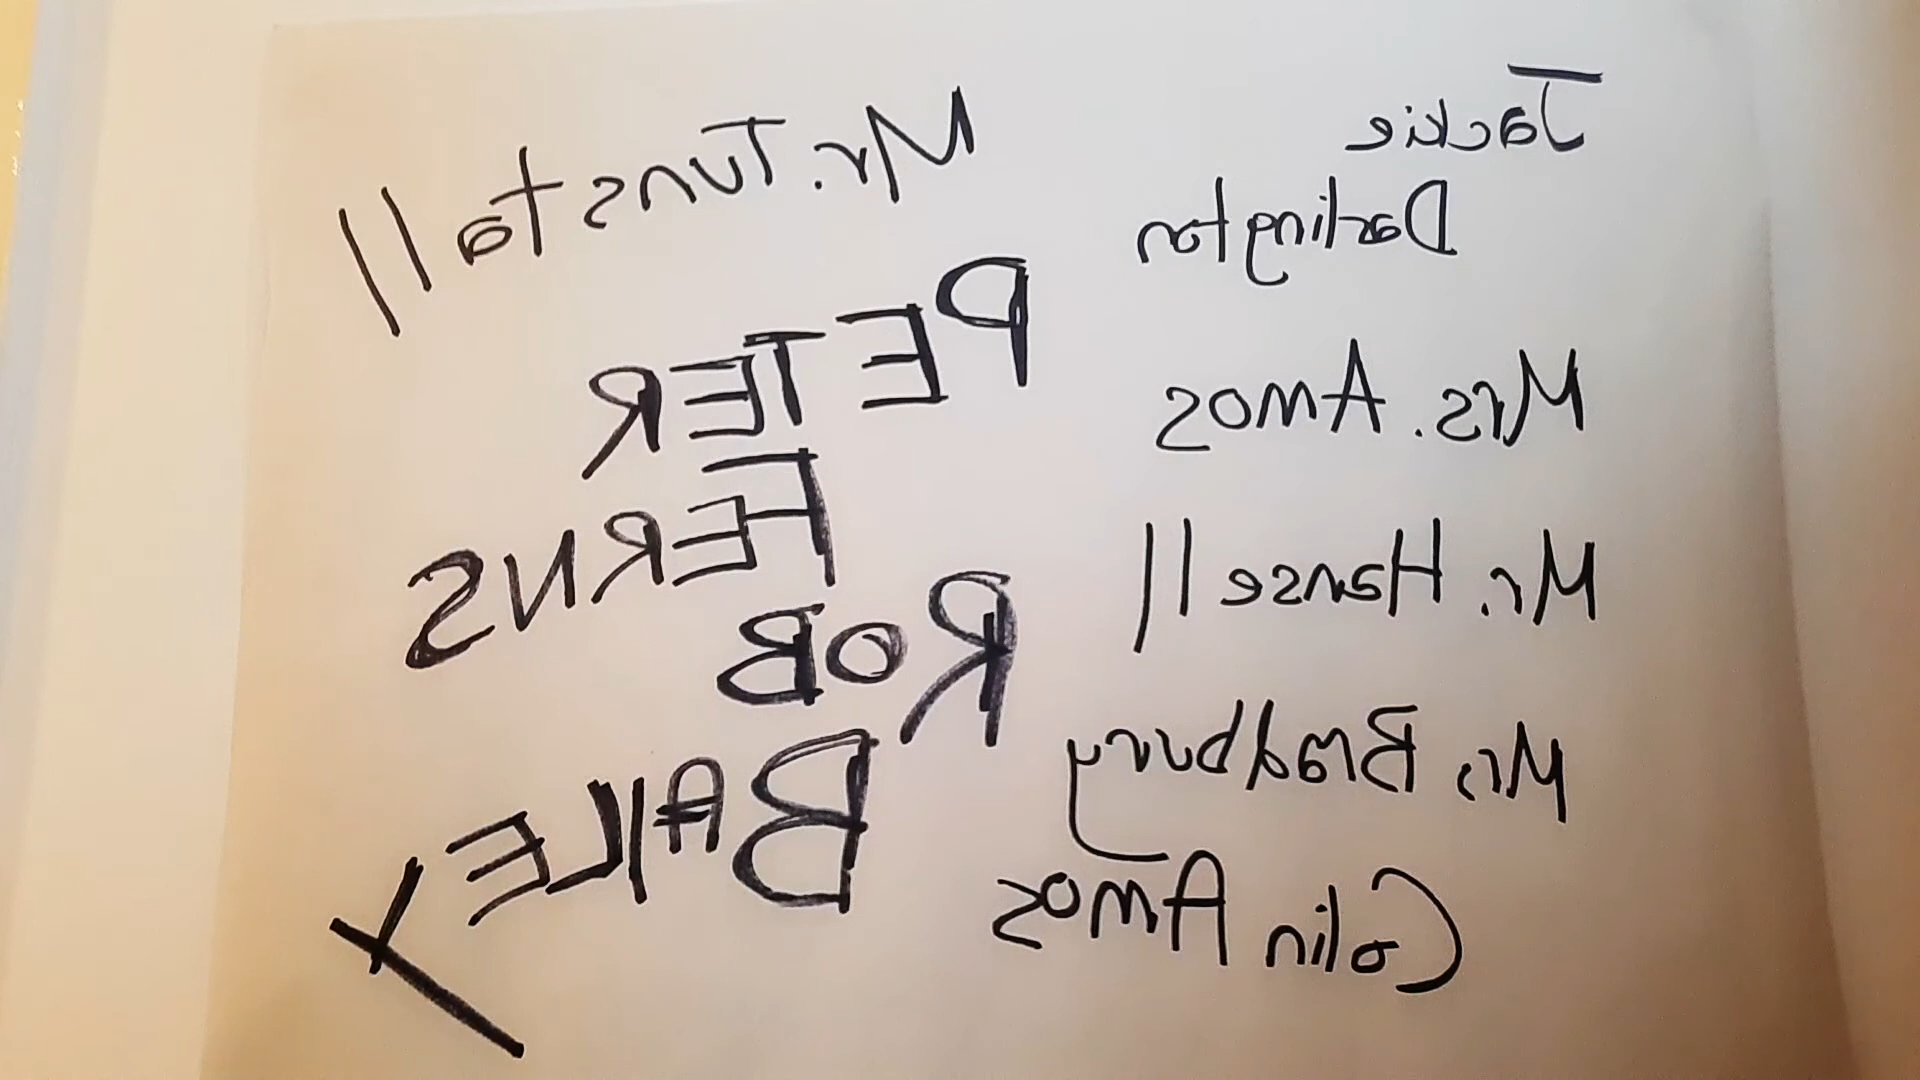 Jackie
Darlington
Mrs. Amos
Mr. Hansell
Mr. Bradbury
Colin Amos
Mr. Tunstall
PETER
FERNS
ROB
BAILEY